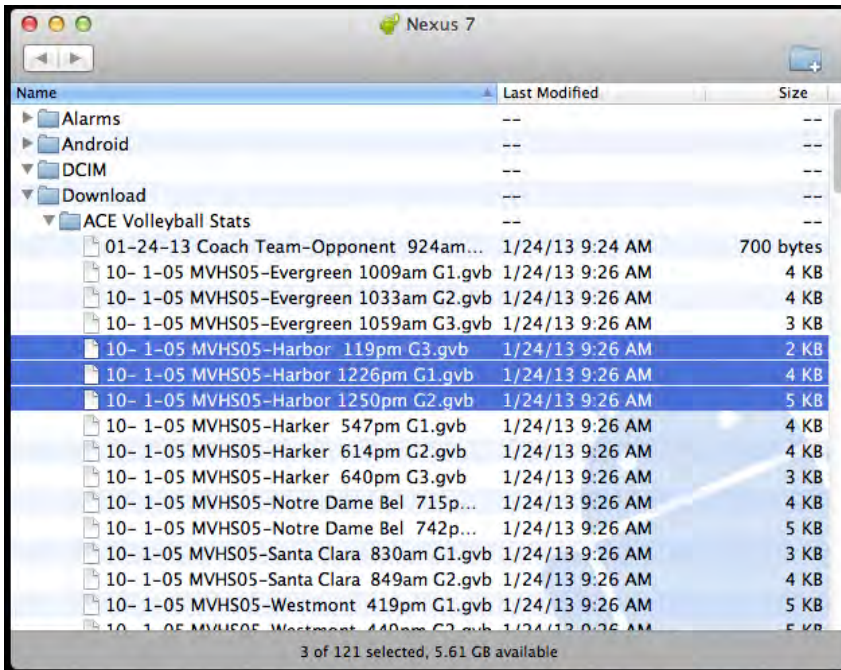 Nexus 7
Name Last Modified Size
Alarms -- --
Android -- --
DCIM -- --
Download -- --
ACE Volleyball Stats -- --
01-24-13 Coach Team-Opponent 924am... 1/24/13 9:24 AM 700 bytes
10- 1-05 MVHS05-Evergreen 1009am G1.gvb 1/24/13 9:26 AM 4 KB
10- 1-05 MVHS05-Evergreen 1033am G2.gvb 1/24/13 9:26 AM 4 KB
10- 1-05 MVHS05-Evergreen 1059am G3.gvb 1/24/13 9:26 AM 3 KB
10- 1-05 MVHS05-Harbor 119pm G3.gvb 1/24/13 9:26 AM 2 KB
10- 1-05 MVHS05-Harbor 1226pm G1.gvb 1/24/13 9:26 AM 4 KB
10- 1-05 MVHS05-Harbor 1250pm G2.gvb 1/24/13 9:26 AM 5 KB
10- 1-05 MVHS05-Harker 547pm G1.gvb 1/24/13 9:26 AM 4 KB
10- 1-05 MVHS05-Harker 614pm G2.gvb 1/24/13 9:26 AM 4 KB
10- 1-05 MVHS05-Harker 640pm G3.gvb 1/24/13 9:26 AM 3 KB
10- 1-05 MVHS05-Notre Dame Bel 715p... 1/24/13 9:26 AM 4 KB
10- 1-05 MVHS05-Notre Dame Bel 742p... 1/24/13 9:26 AM 5 KB
10- 1-05 MVHS05-Santa Clara 830am G1.gvb 1/24/13 9:26 AM 3 KB
10- 1-05 MVHS05-Santa Clara 849am G2.gvb 1/24/13 9:26 AM 4 KB
10- 1-05 MVHS05-Westmont 419pm G1.gvb 1/24/13 9:26 AM 5 KB
10- 1-05 MVHS05-Westmont 1/24/13 9:26 AM 5 KB
3 of 121 selected, 5.61 GB available